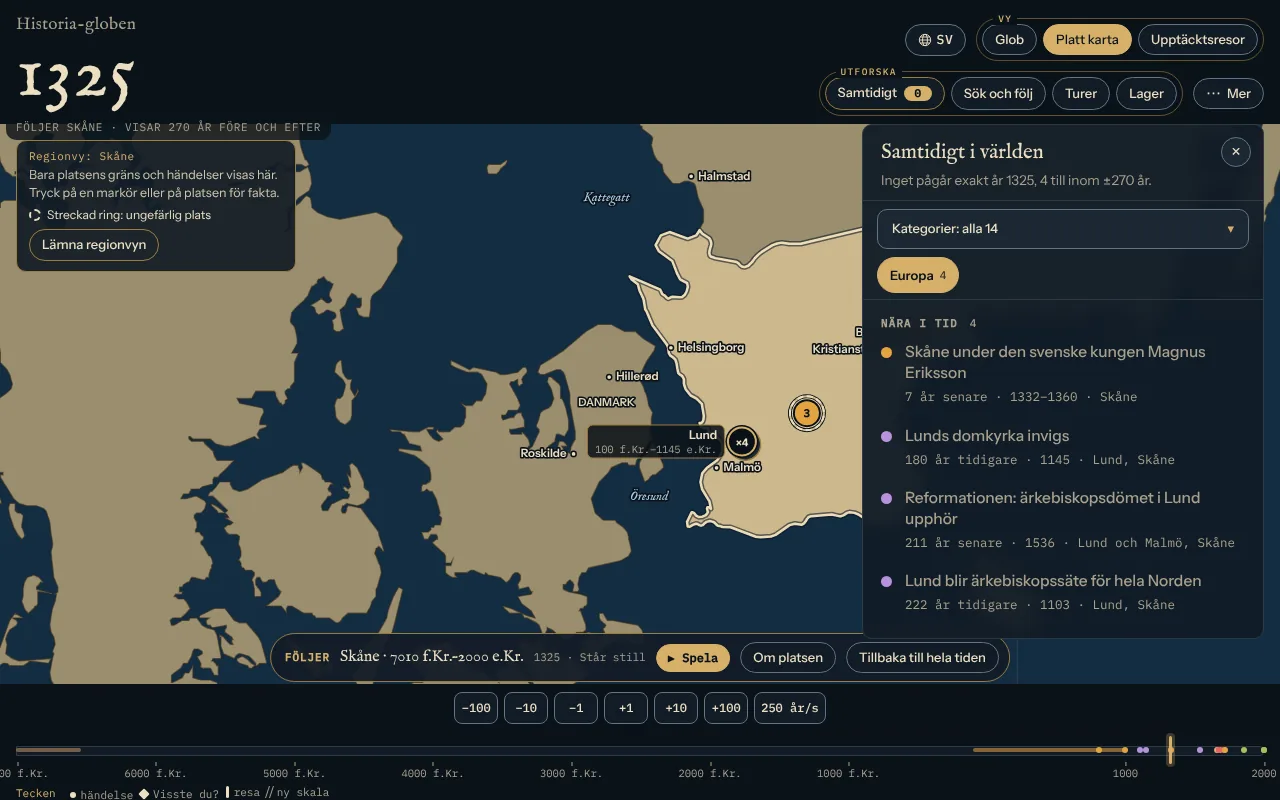 Historia-globen
1325
FÖLJER SKÅNE · VISAR 270 ÅR FÖRE OCH EFTER
SV
VY
Glob
Platt karta
Upptäcktsresor
UTFORSKA
Samtidigt 0
Sök och följ
Turer
Lager
··· Mer
Regionvy: Skåne
Bara platsens gräns och händelser visas här.
Tryck på en markör eller på platsen för fakta.
Streckad ring: ungefärlig plats
Lämna regionvyn
Kattegatt
Halmstad
Helsingborg
Kristianst
Hillerød
DANMARK
3
Lund
100 f.Kr.–1145 e.Kr.
×4
Roskilde
Malmö
Öresund
Samtidigt i världen
×
Inget pågår exakt år 1325, 4 till inom ±270 år.
Kategorier: alla 14
Europa 4
NÄRA I TID 4
Skåne under den svenske kungen Magnus
Eriksson
7 år senare · 1332–1360 · Skåne
Lunds domkyrka invigs
180 år tidigare · 1145 · Lund, Skåne
Reformationen: ärkebiskopsdömet i Lund
upphör
211 år senare · 1536 · Lund och Malmö, Skåne
Lund blir ärkebiskopssäte för hela Norden
222 år tidigare · 1103 · Lund, Skåne
FÖLJER Skåne · 7010 f.Kr.–2000 e.Kr. 1325 · Står still
▶ Spela
Om platsen
Tillbaka till hela tiden
−100 −10 −1 +1 +10 +100 250 år/s
00 f.Kr. 6000 f.Kr. 5000 f.Kr. 4000 f.Kr. 3000 f.Kr. 2000 f.Kr. 1000 f.Kr. 1000 2000
Tecken händelse Visste du? resa // ny skala